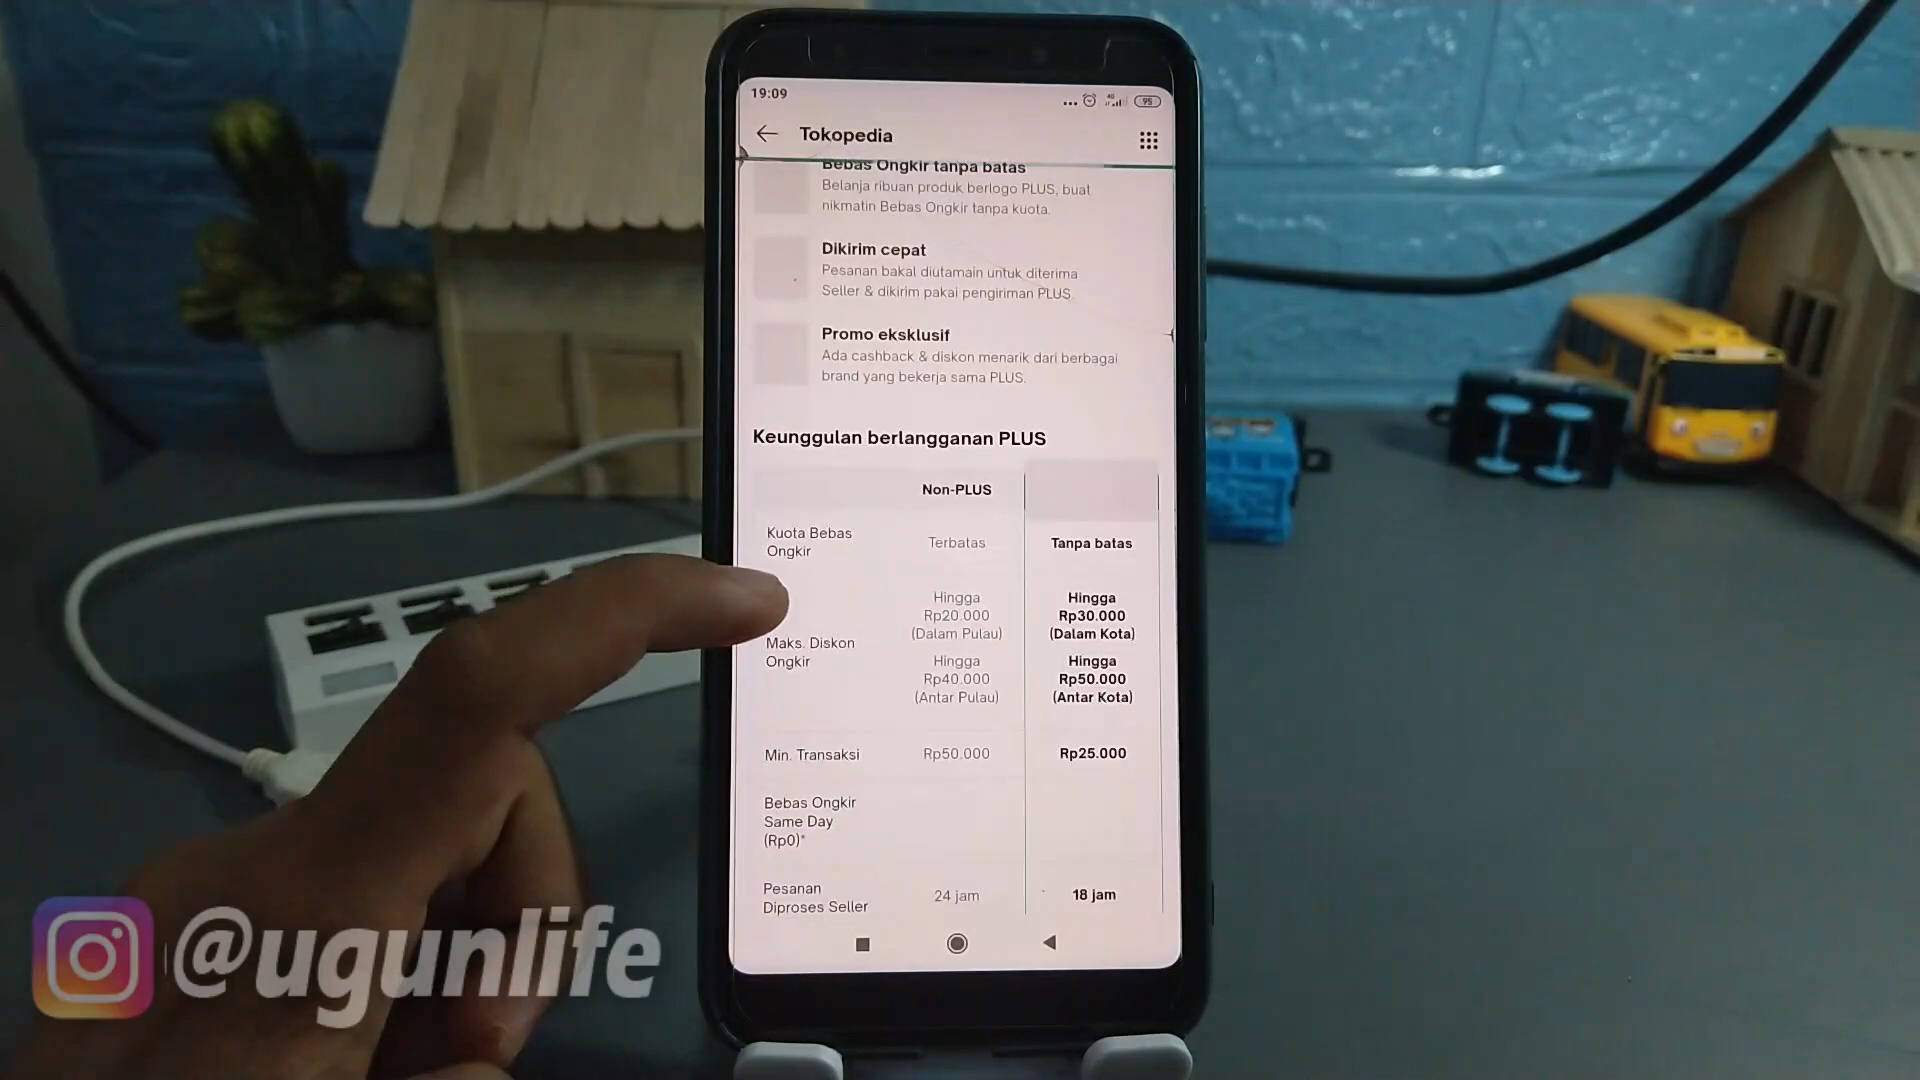 19:09
4G
95
Tokopedia
Bebas Ongkir tanpa batas
Belanja ribuan produk berlogo PLUS, buat
nikmatin Bebas Ongkir tanpa kuota.
Dikirim cepat
Pesanan bakal diutamain untuk diterima
Seller & dikirim pakai pengiriman PLUS.
Promo eksklusif
Ada cashback & diskon menarik dari berbagai
brand yang bekerja sama PLUS.
Keunggulan berlangganan PLUS
Non-PLUS
Kuota Bebas
Ongkir
Terbatas
Tanpa batas
Maks. Diskon
Ongkir
Hingga
Rp20.000
(Dalam Pulau)
Hingga
Rp40.000
(Antar Pulau)
Hingga
Rp30.000
(Dalam Kota)
Hingga
Rp50.000
(Antar Kota)
Min. Transaksi
Rp50.000
Rp25.000
Bebas Ongkir
Same Day
(Rp0)*
Pesanan
Diproses Seller
24 jam
18 jam
@ugunlife